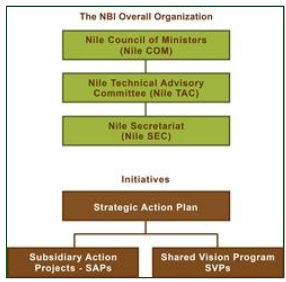 The NBI Overall Organization
Nile Council of Ministers
(Nile COM)
Nile Technical Advisory
Committee (Nile TAC)
Nile Secretariat
(Nile SEC)
Initiatives
Strategic Action Plan
Subsidiary Action
Projects - SAPs
Shared Vision Program
SVPs